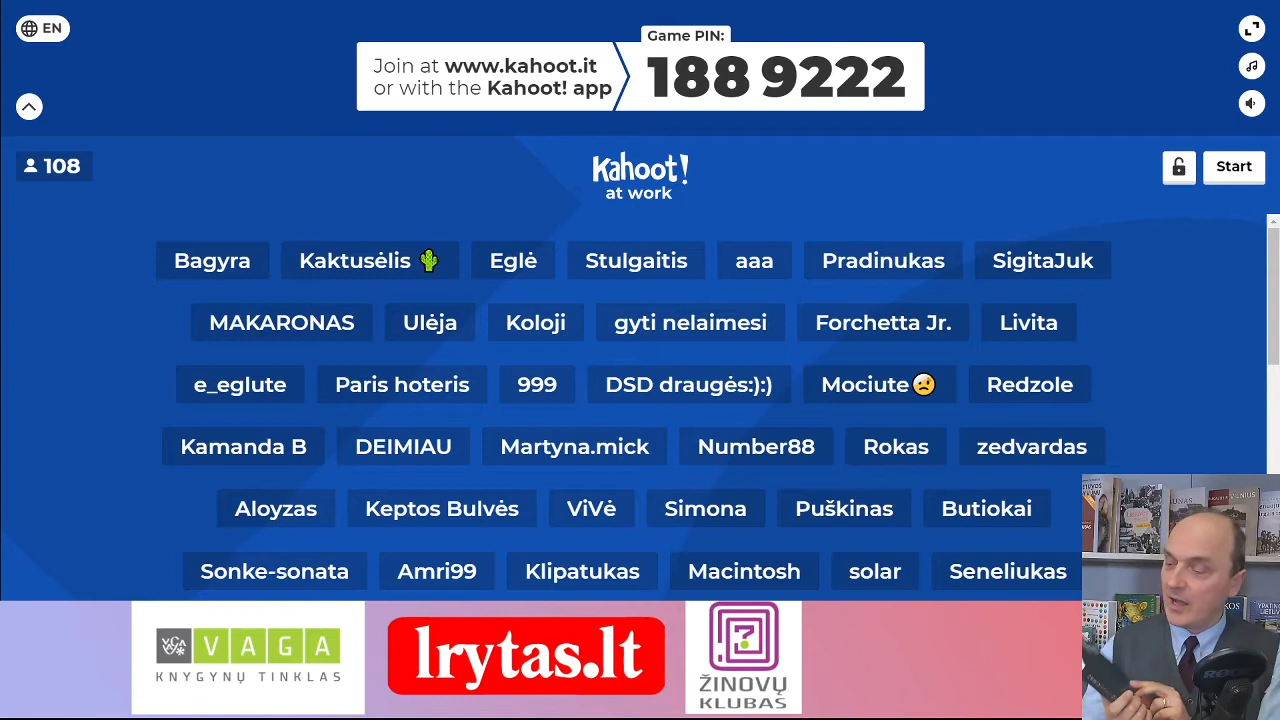 EN
Game PIN:
Join at www.kahoot.it
or with the Kahoot! app
188 9222
108
Kahoot!
at work
Start
Bagyra Kaktusėlis Eglė Stulgaitis aaa Pradinukas SigitaJuk
MAKARONAS Ulėja Koloji gyti nelaimesi Forchetta Jr. Livita
e_eglute Paris hoteris 999 DSD draugės:):) Mociute Redzole
Kamanda B DEIMIAU Martyna.mick Number88 Rokas zedvardas
Aloyzas Keptos Bulvės ViVė Simona Puškinas Butiokai
Sonke-sonata Amri99 Klipatukas Macintosh solar Seneliukas
VAGA
KNYGYNŲ TINKLAS
lrytas.lt
?
ŽINOVŲ
KLUBAS
VILNIUS